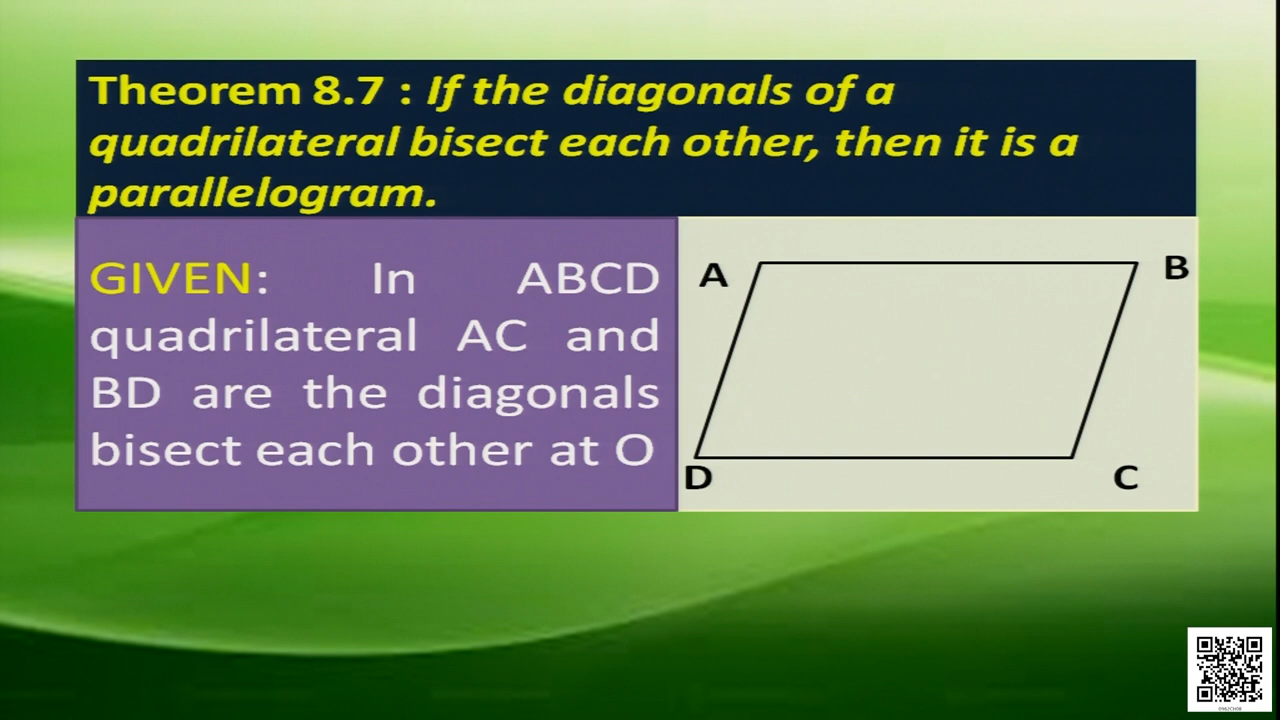 Theorem 8.7 : If the diagonals of a
quadrilateral bisect each other, then it is a
parallelogram.
GIVEN: In ABCD
quadrilateral AC and
BD are the diagonals
bisect each other at O
A
B
D
C